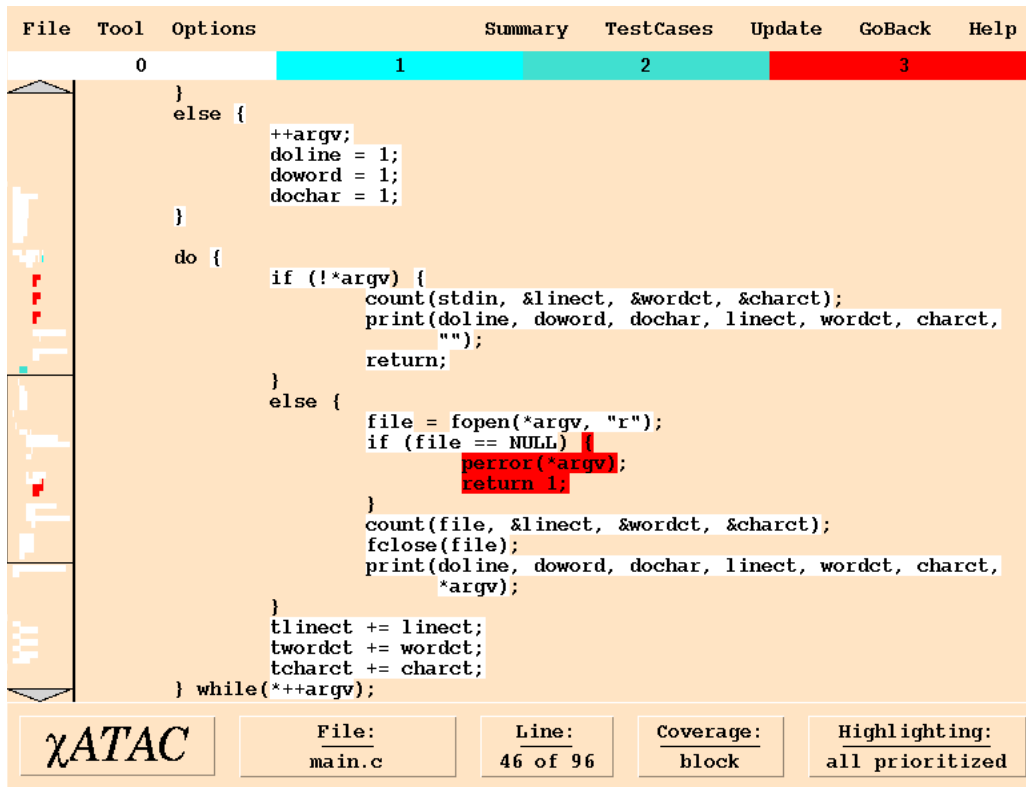 File Tool Options Summary TestCases Update GoBack Help
0 1 2 3
}
else {
++argv;
doline = 1;
doword = 1;
dochar = 1;
}
do {
if (!*argv) {
count(stdin, &linect, &wordct, &charct);
print(doline, doword, dochar, linect, wordct, charct,
"");
return;
}
else {
file = fopen(*argv, "r");
if (file == NULL) {
perror(*argv);
return 1;
}
count(file, &linect, &wordct, &charct);
fclose(file);
print(doline, doword, dochar, linect, wordct, charct,
*argv);
}
tlinect += linect;
twordct += wordct;
tcharct += charct;
} while(*++argv);
χATAC
File:
main.c
Line:
46 of 96
Coverage:
block
Highlighting:
all prioritized